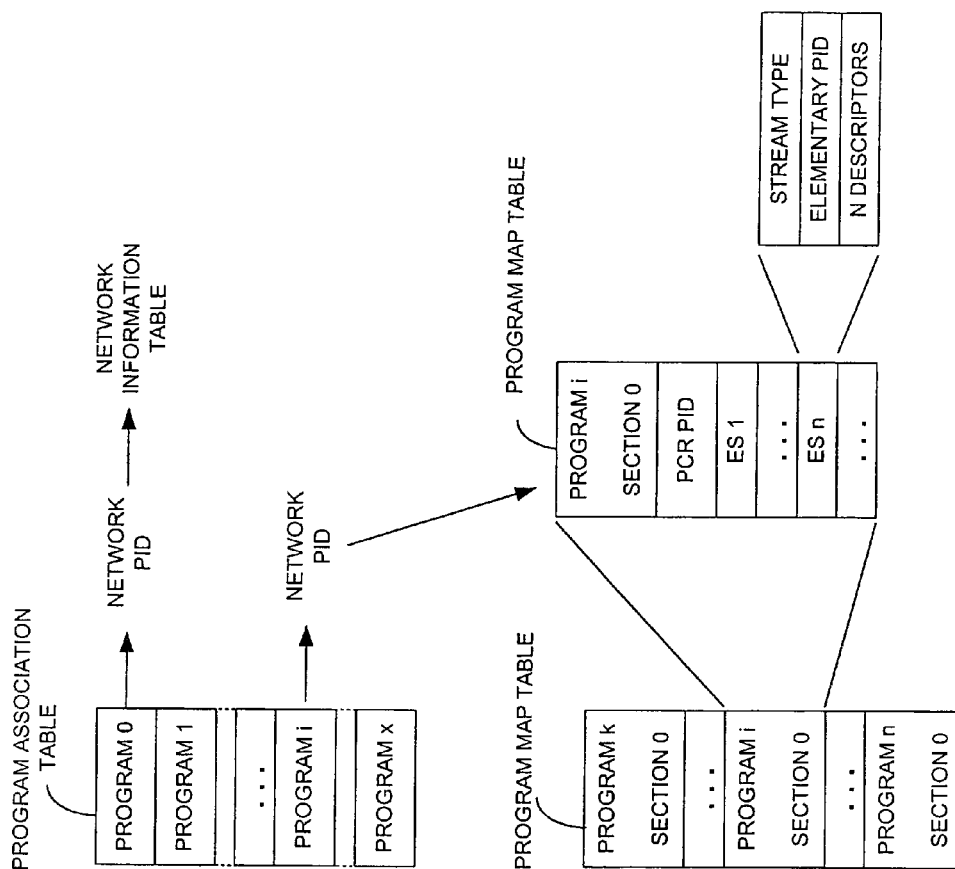 PROGRAM ASSOCIATION
TABLE
PROGRAM 0
PROGRAM 1
...
PROGRAM i
PROGRAM x
NETWORK
PID
NETWORK
INFORMATION
TABLE
NETWORK
PID
PROGRAM MAP TABLE
PROGRAM k
SECTION 0
...
PROGRAM i
SECTION 0
...
PROGRAM n
SECTION 0
PROGRAM MAP TABLE
PROGRAM i
SECTION 0
PCR PID
ES 1
...
ES n
...
STREAM TYPE
ELEMENTARY PID
N DESCRIPTORS